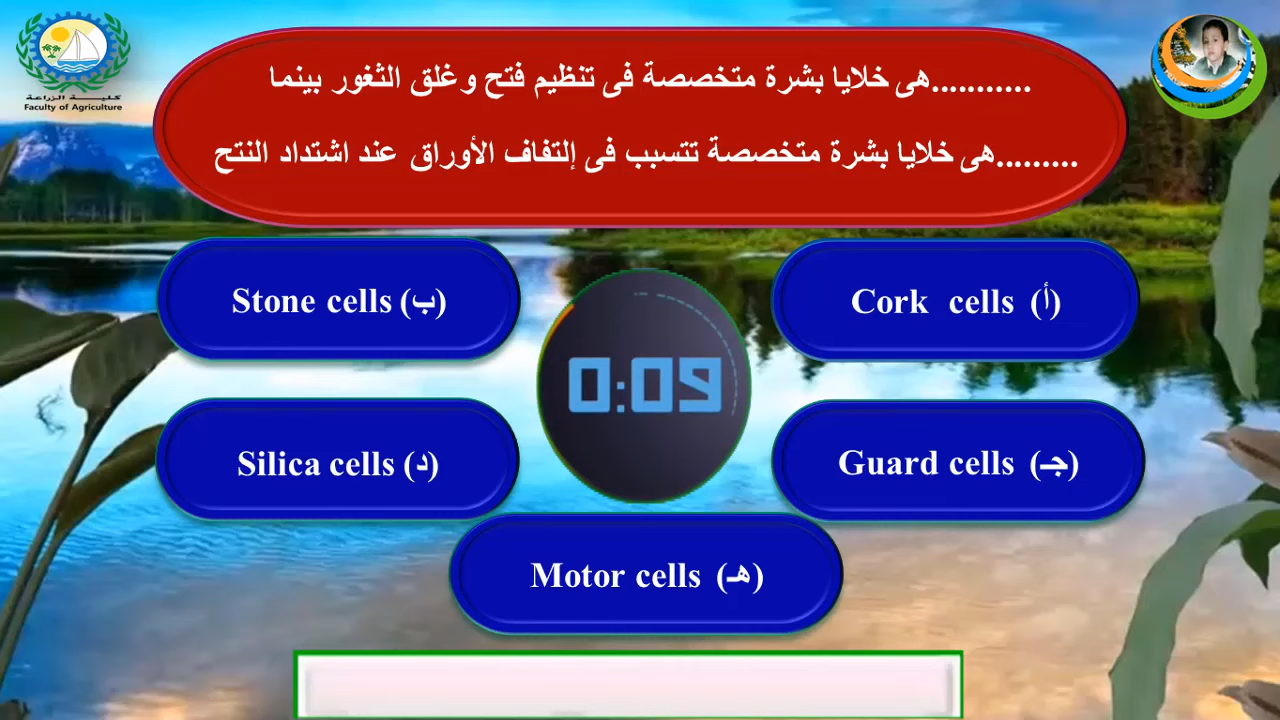 كليـــة الزراعة
Faculty of Agriculture
...........هى خلايا بشرة متخصصة فى تنظيم فتح وغلق الثغور بينما
.........هى خلايا بشرة متخصصة تتسبب فى إلتفاف الأوراق عند اشتداد النتح
(أ) Cork cells
(ب) Stone cells
0:09
(جـ) Guard cells
(د) Silica cells
(هـ) Motor cells